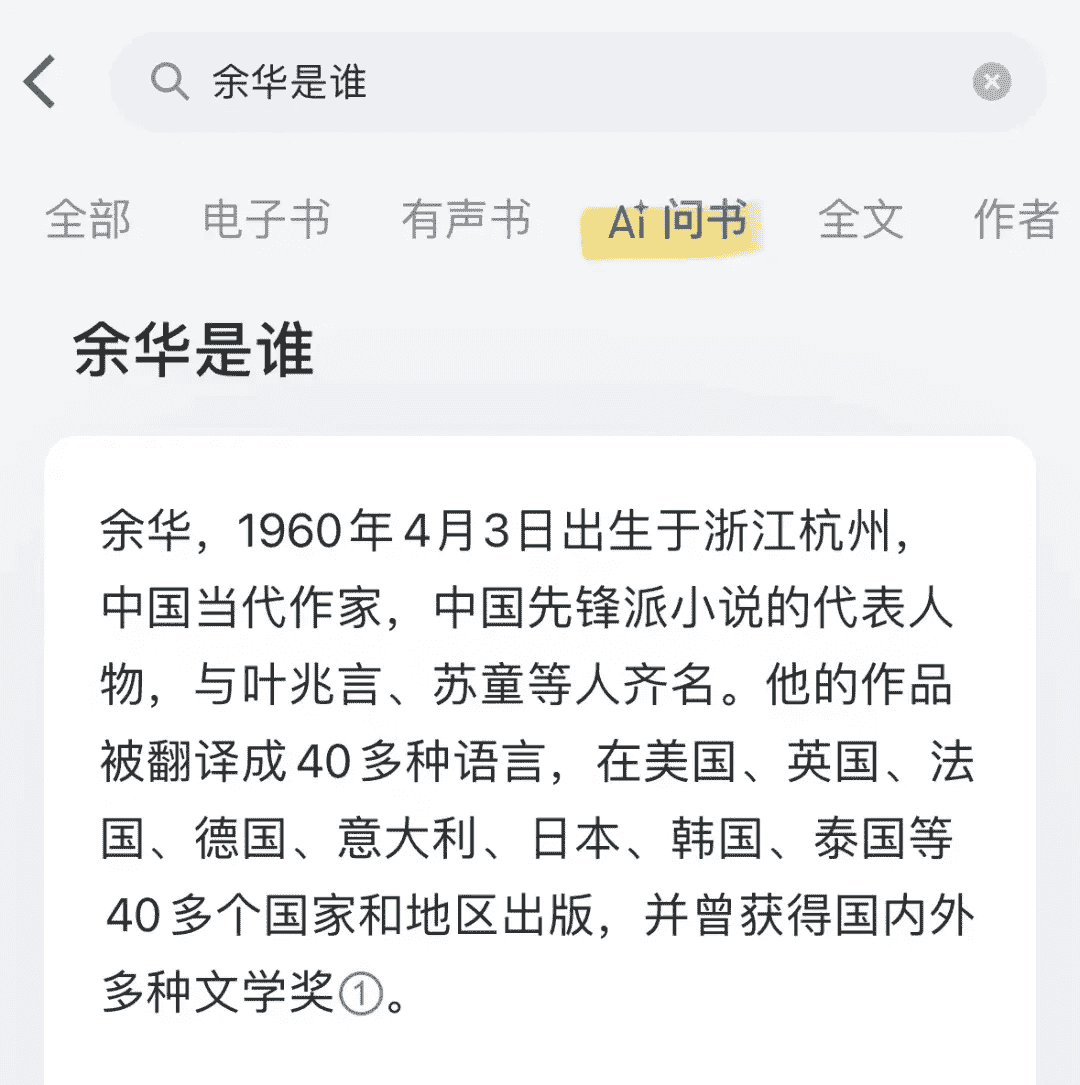 余华是谁
全部 电子书 有声书 Ai 问书 全文 作者
余华是谁
余华，1960年4月3日出生于浙江杭州，
中国当代作家，中国先锋派小说的代表人
物，与叶兆言、苏童等人齐名。他的作品
被翻译成40多种语言，在美国、英国、法
国、德国、意大利、日本、韩国、泰国等
40多个国家和地区出版，并曾获得国内外
多种文学奖①。